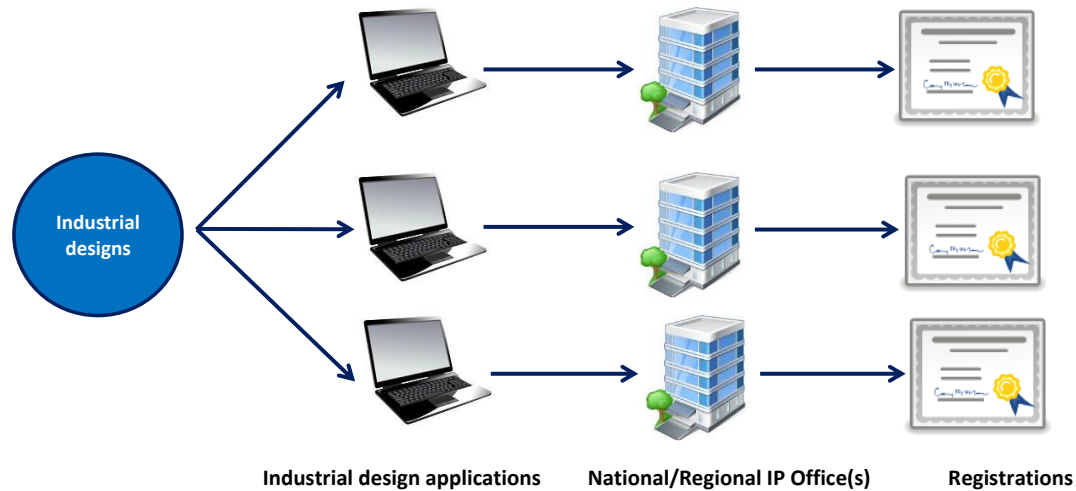 Industrial
designs
Industrial design applications National/Regional IP Office(s) Registrations